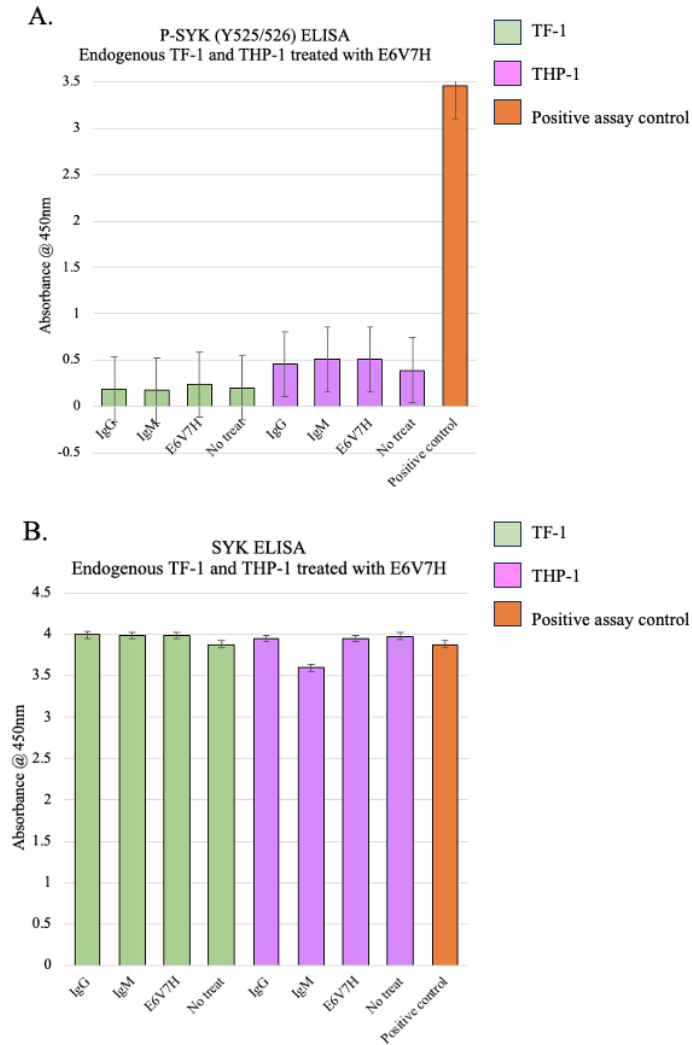 A.
P-SYK (Y525/526) ELISA
Endogenous TF-1 and THP-1 treated with E6V7H
TF-1
THP-1
Positive assay control
Absorbance @ 450nm
3.5
3
2.5
2
1.5
1
0.5
0
-0.5
IgG
IgM
E6V7H
No treat
IgG
IgM
E6V7H
No treat
Positive control
B.
SYK ELISA
Endogenous TF-1 and THP-1 treated with E6V7H
TF-1
THP-1
Positive assay control
Absorbance @ 450nm
4.5
4
3.5
3
2.5
2
1.5
1
0.5
0
IgG
IgM
E6V7H
No treat
IgG
IgM
E6V7H
No treat
Positive control